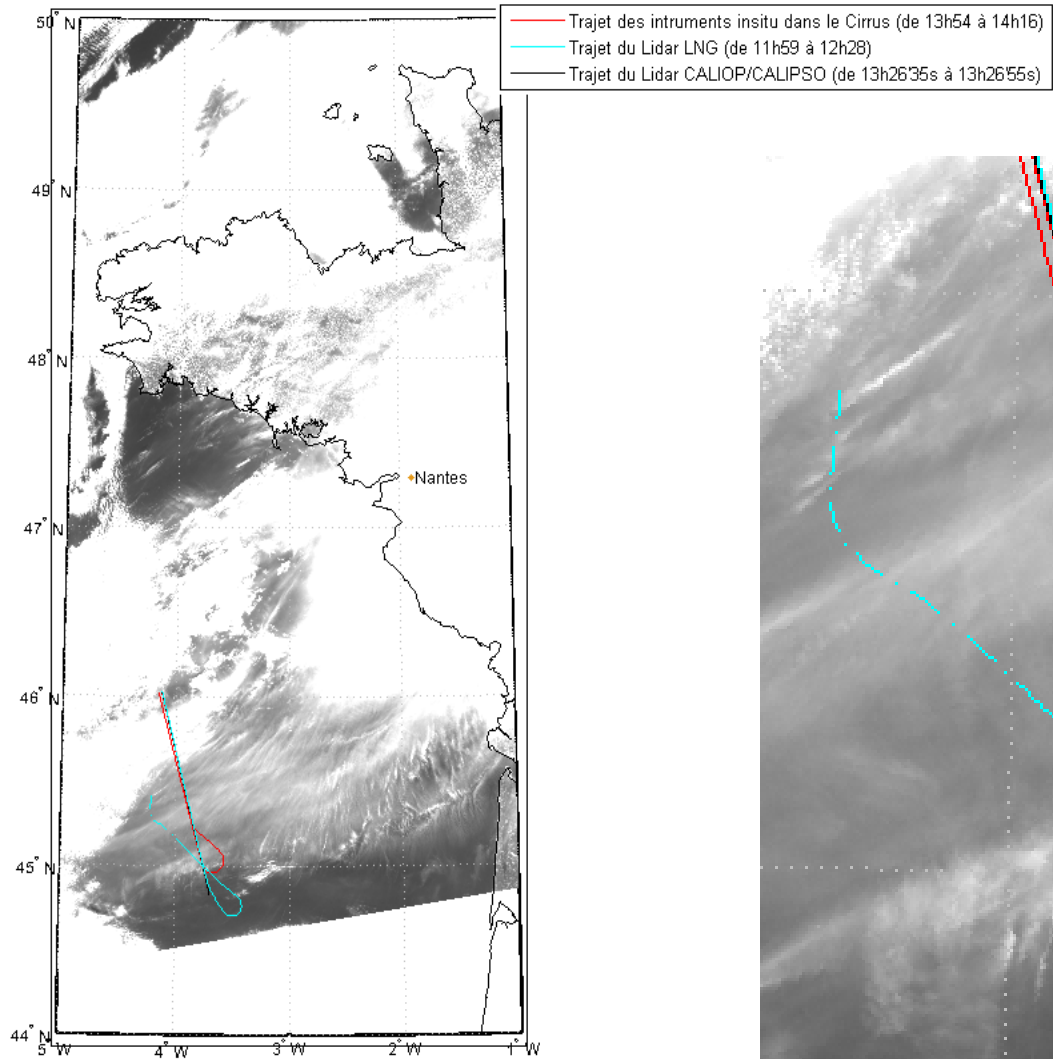 50° N
Trajet des intruments insitu dans le Cirrus (de 13h54 à 14h16)
Trajet du Lidar LNG (de 11h59 à 12h28)
Trajet du Lidar CALIOP/CALIPSO (de 13h26'35s à 13h26'55s)
49° N
48° N
Nantes
47° N
46° N
45° N
44° N
5° W
4° W
3° W
2° W
1° W